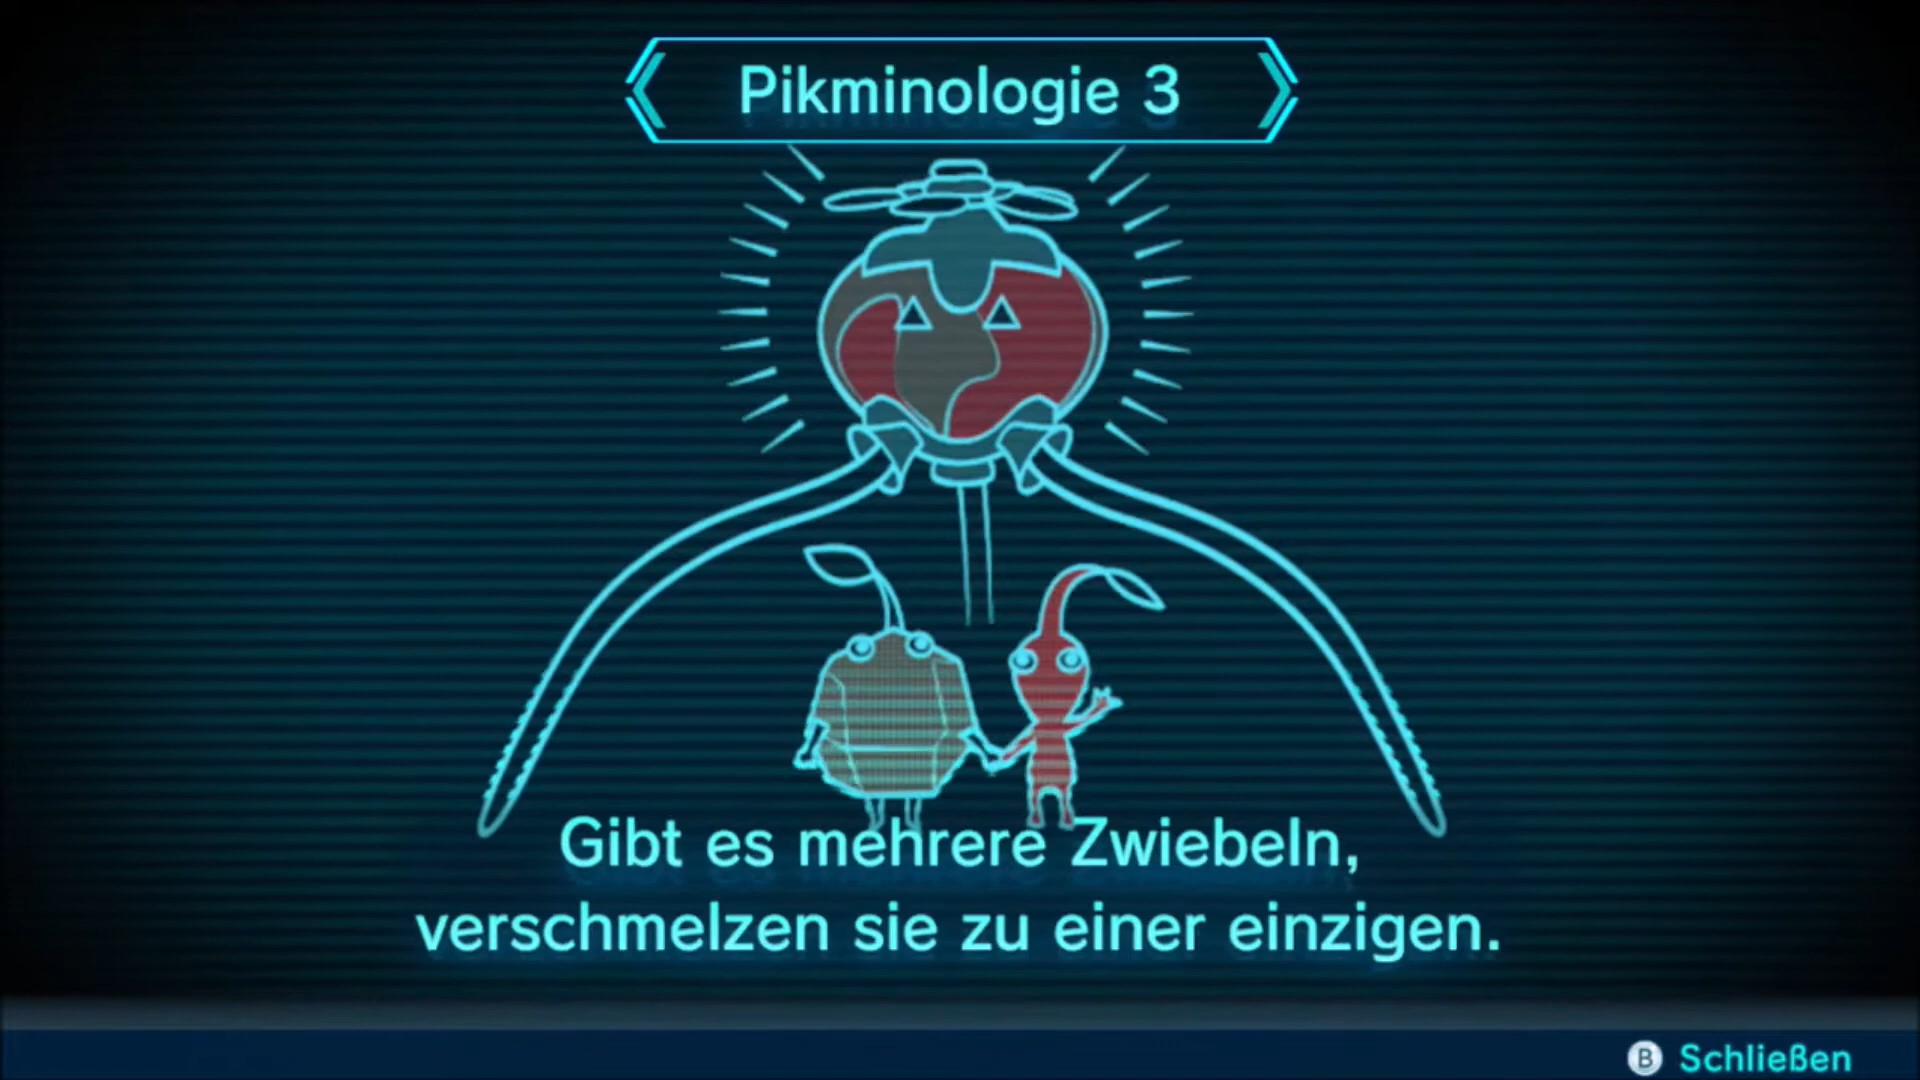 Pikminologie 3
Gibt es mehrere Zwiebeln,
verschmelzen sie zu einer einzigen.
B Schließen